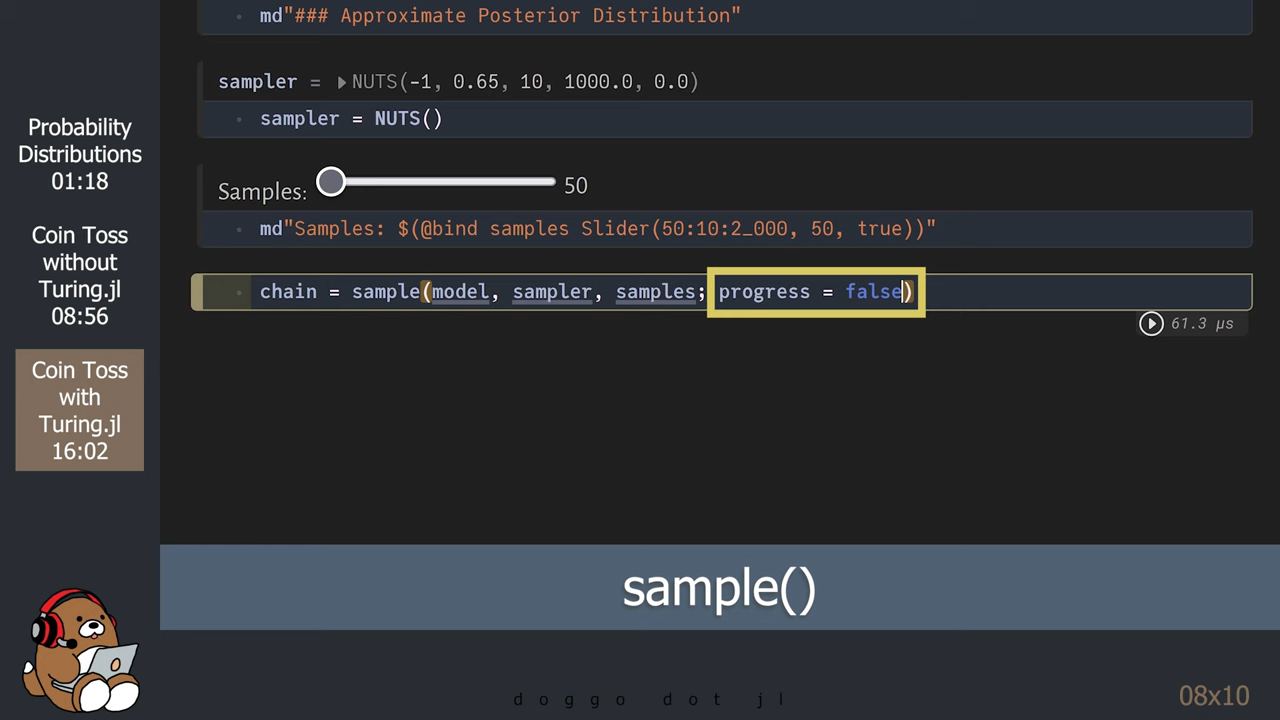 Probability
Distributions
01:18
Coin Toss
without
Turing.jl
08:56
Coin Toss
with
Turing.jl
16:02
md"### Approximate Posterior Distribution"
sampler = ▶NUTS(-1, 0.65, 10, 1000.0, 0.0)
sampler = NUTS()
Samples: 50
md"Samples: $(@bind samples Slider(50:10:2_000, 50, true))"
chain = sample(model, sampler, samples; progress = false)
61.3 μs
sample()
doggo dot jl
08x10